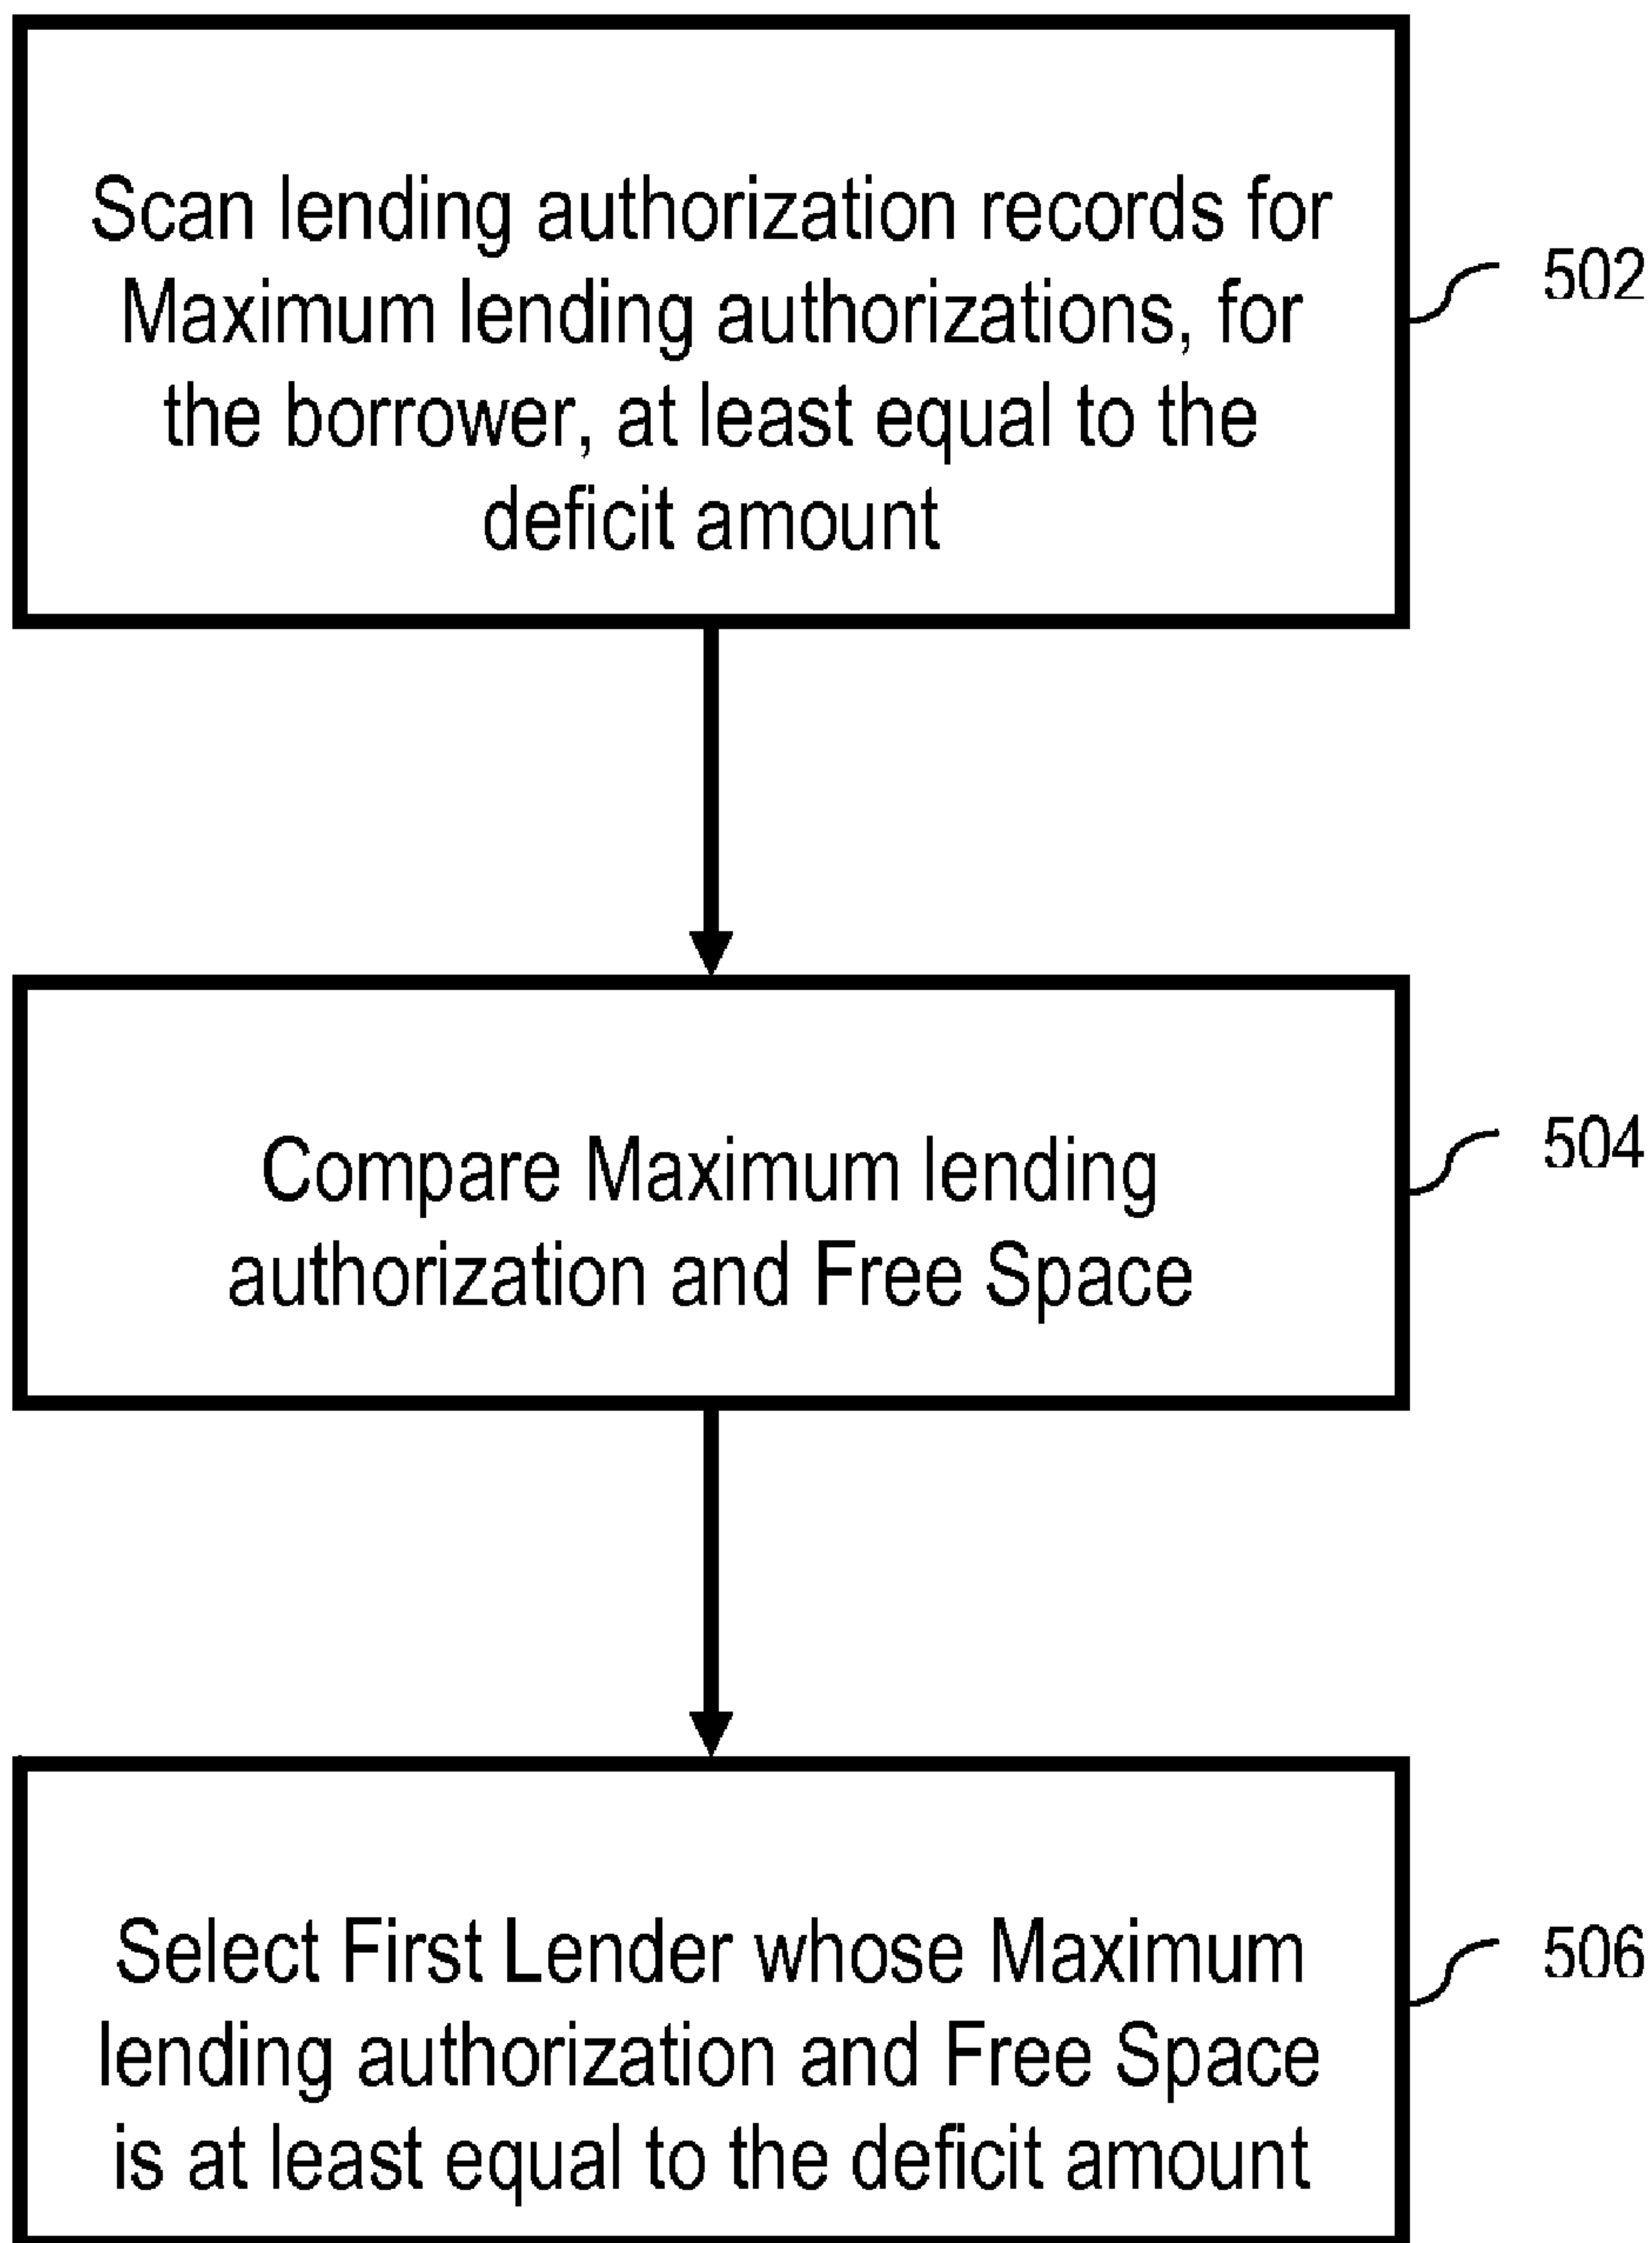 Scan lending authorization records for
Maximum lending authorizations, for
the borrower, at least equal to the
deficit amount
502
Compare Maximum lending
authorization and Free Space
504
Select First Lender whose Maximum
lending authorization and Free Space
is at least equal to the deficit amount
506